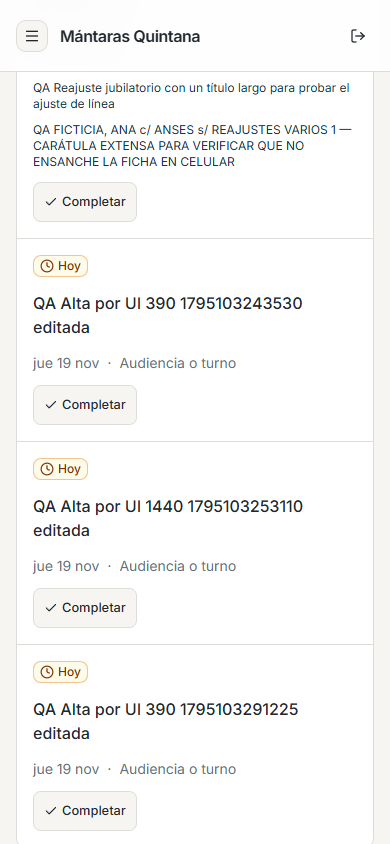 Mántaras Quintana
QA Reajuste jubilatorio con un título largo para probar el
ajuste de línea
QA FICTICIA, ANA c/ ANSES s/ REAJUSTES VARIOS 1 —
CARÁTULA EXTENSA PARA VERIFICAR QUE NO
ENSANCHE LA FICHA EN CELULAR
Completar
Hoy
QA Alta por UI 390 1795103243530
editada
jue 19 nov · Audiencia o turno
Completar
Hoy
QA Alta por UI 1440 1795103253110
editada
jue 19 nov · Audiencia o turno
Completar
Hoy
QA Alta por UI 390 1795103291225
editada
jue 19 nov · Audiencia o turno
Completar